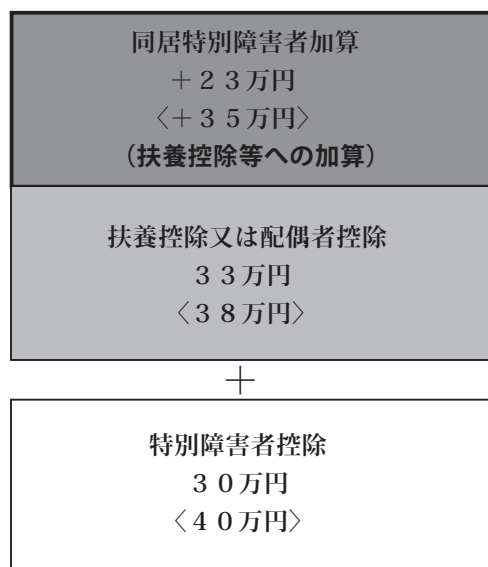 同居特別障害者加算
＋２３万円
〈＋３５万円〉
（扶養控除等への加算）
扶養控除又は配偶者控除
３３万円
〈３８万円〉
＋
特別障害者控除
３０万円
〈４０万円〉